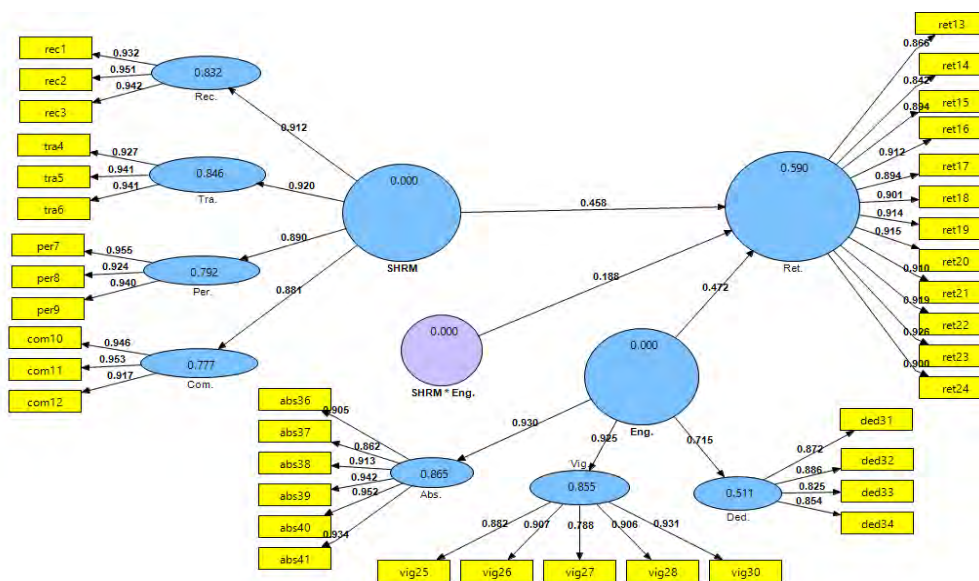 rec1
rec2
rec3
0.932
0.951
0.942
0.832
Rec.
tra4
tra5
tra6
0.927
0.941
0.941
0.846
Tra.
per7
per8
per9
0.955
0.924
0.940
0.792
Per.
com10
com11
com12
0.946
0.953
0.917
0.777
Com.
0.912
0.920
0.890
0.881
0.000
SHRM
0.458
0.188
0.472
0.000
SHRM * Eng.
0.000
Eng.
0.590
Ret.
0.866
0.842
0.894
0.912
0.894
0.901
0.914
0.915
0.910
0.919
0.926
0.900
ret13
ret14
ret15
ret16
ret17
ret18
ret19
ret20
ret21
ret22
ret23
ret24
0.930
0.925
0.715
abs36
abs37
abs38
abs39
abs40
abs41
0.905
0.862
0.913
0.942
0.952
0.934
0.865
Abs.
Vig.
0.855
0.882
0.907
0.788
0.906
0.931
vig25
vig26
vig27
vig28
vig30
0.511
Ded.
0.872
0.886
0.825
0.854
ded31
ded32
ded33
ded34